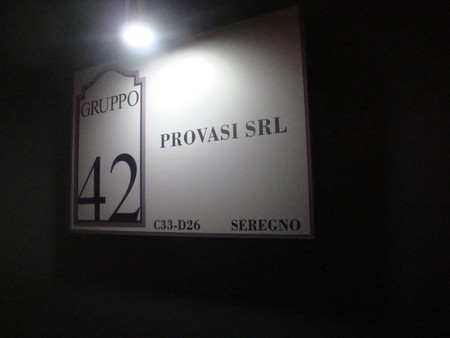 GRUPPO
42
PROVASI SRL
C33-D26 SEREGNO